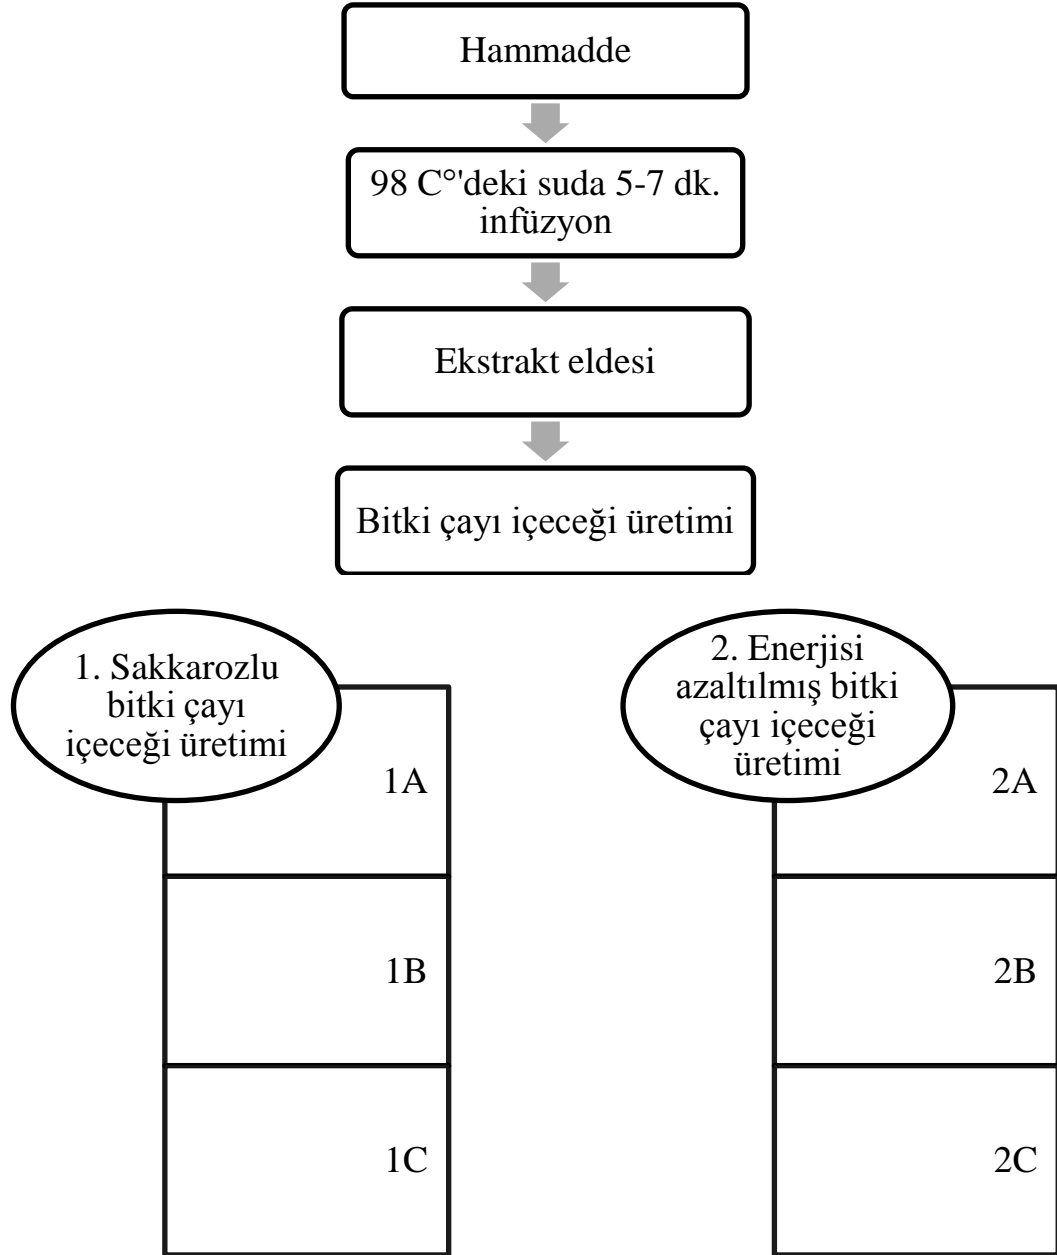 Hammadde
98 C°'deki suda 5-7 dk.
infüzyon
Ekstrakt eldesi
Bitki çayı içeceği üretimi
1. Sakkarozlu
bitki çayı
içeceği üretimi
1A
1B
1C
2. Enerjisi
azaltılmış bitki
çayı içeceği
üretimi
2A
2B
2C